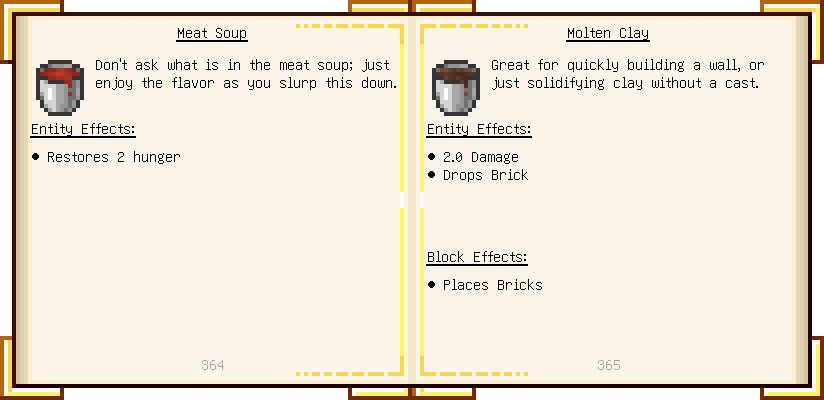 Meat Soup
Don't ask what is in the meat soup; just
enjoy the flavor as you slurp this down.
Entity Effects:
● Restores 2 hunger
364
Molten Clay
Great for quickly building a wall, or
just solidifying clay without a cast.
Entity Effects:
● 2.0 Damage
● Drops Brick
Block Effects:
● Places Bricks
365